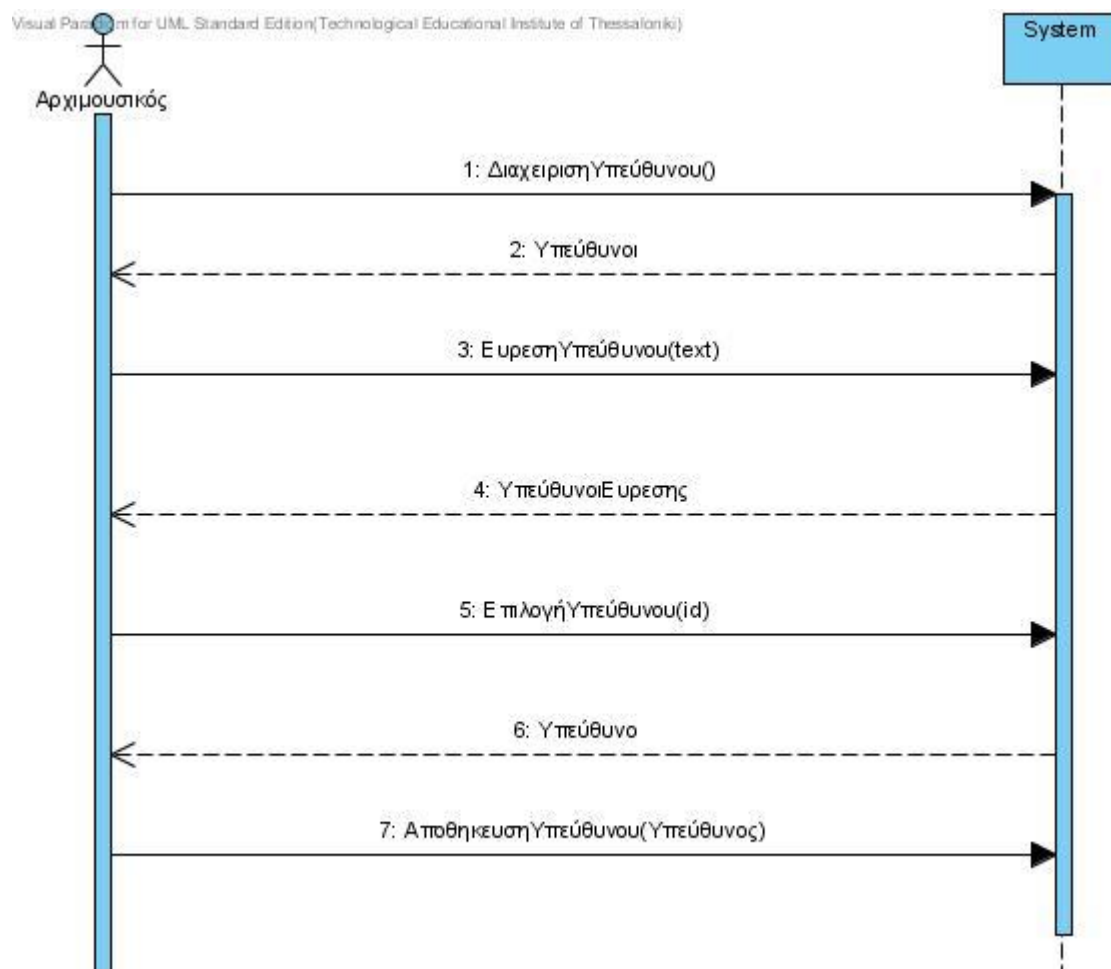 Visual Paradigm for UML Standard Edition(Technological Educational Institute of Thessaloniki)
System
Αρχιμουσικός
1: ΔιαχειρισηΥπεύθυνου()
2: Υπεύθυνοι
3: ΕυρεσηΥπεύθυνου(text)
4: ΥπεύθυνοιΕυρεσης
5: ΕπιλογήΥπεύθυνου(id)
6: Υπεύθυνο
7: ΑποθηκευσηΥπεύθυνου(Υπεύθυνος)